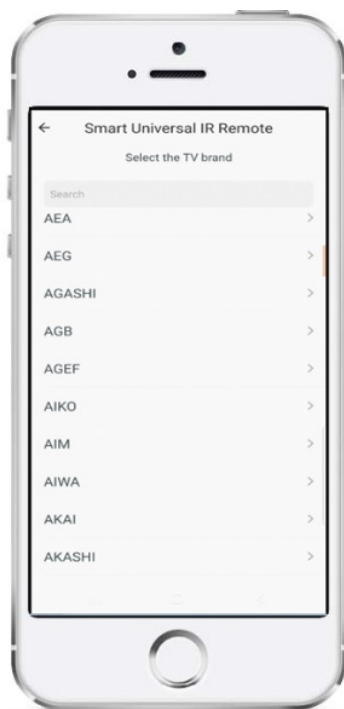 Smart Universal IR Remote
Select the TV brand
Search
AEA
AEG
AGASHI
AGB
AGEF
AIKO
AIM
AIWA
AKAI
AKASHI